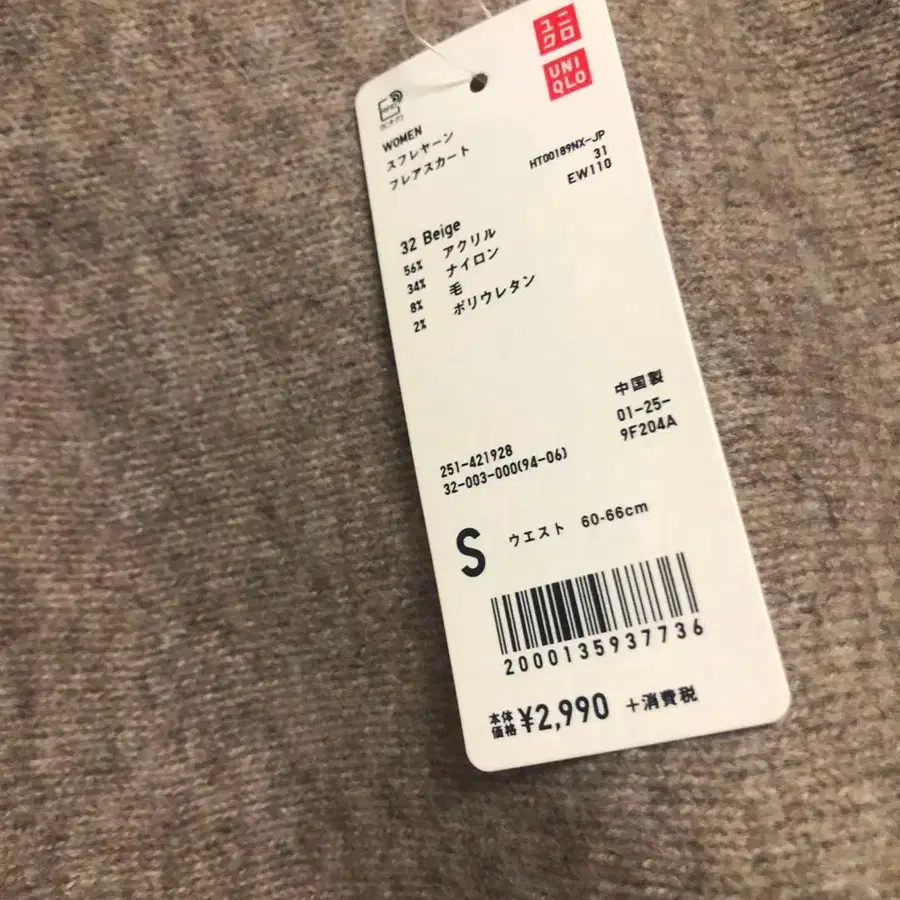 ユニ
クロ
UNI
QLO
WOMEN
スフレヤーン
フレアスカート
HT00189NX-JP
31
EW110
32 Beige
56% アクリル
34% ナイロン
8% 毛
2% ポリウレタン
中国製
01-25-
9F204A
251-421928
32-003-000(94-06)
S ウエスト 60-66cm
2000135937736
本体価格 ¥2,990 +消費税